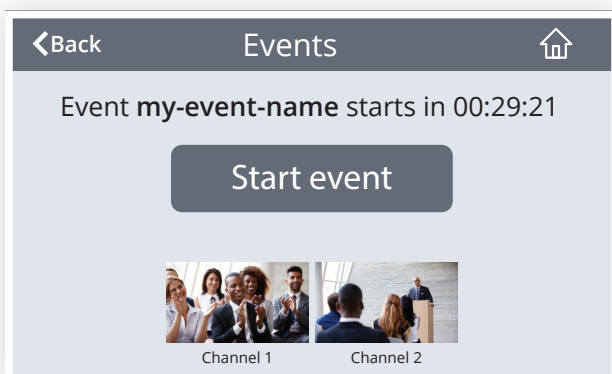 Back
Events
Event my-event-name starts in 00:29:21
Start event
Channel 1
Channel 2